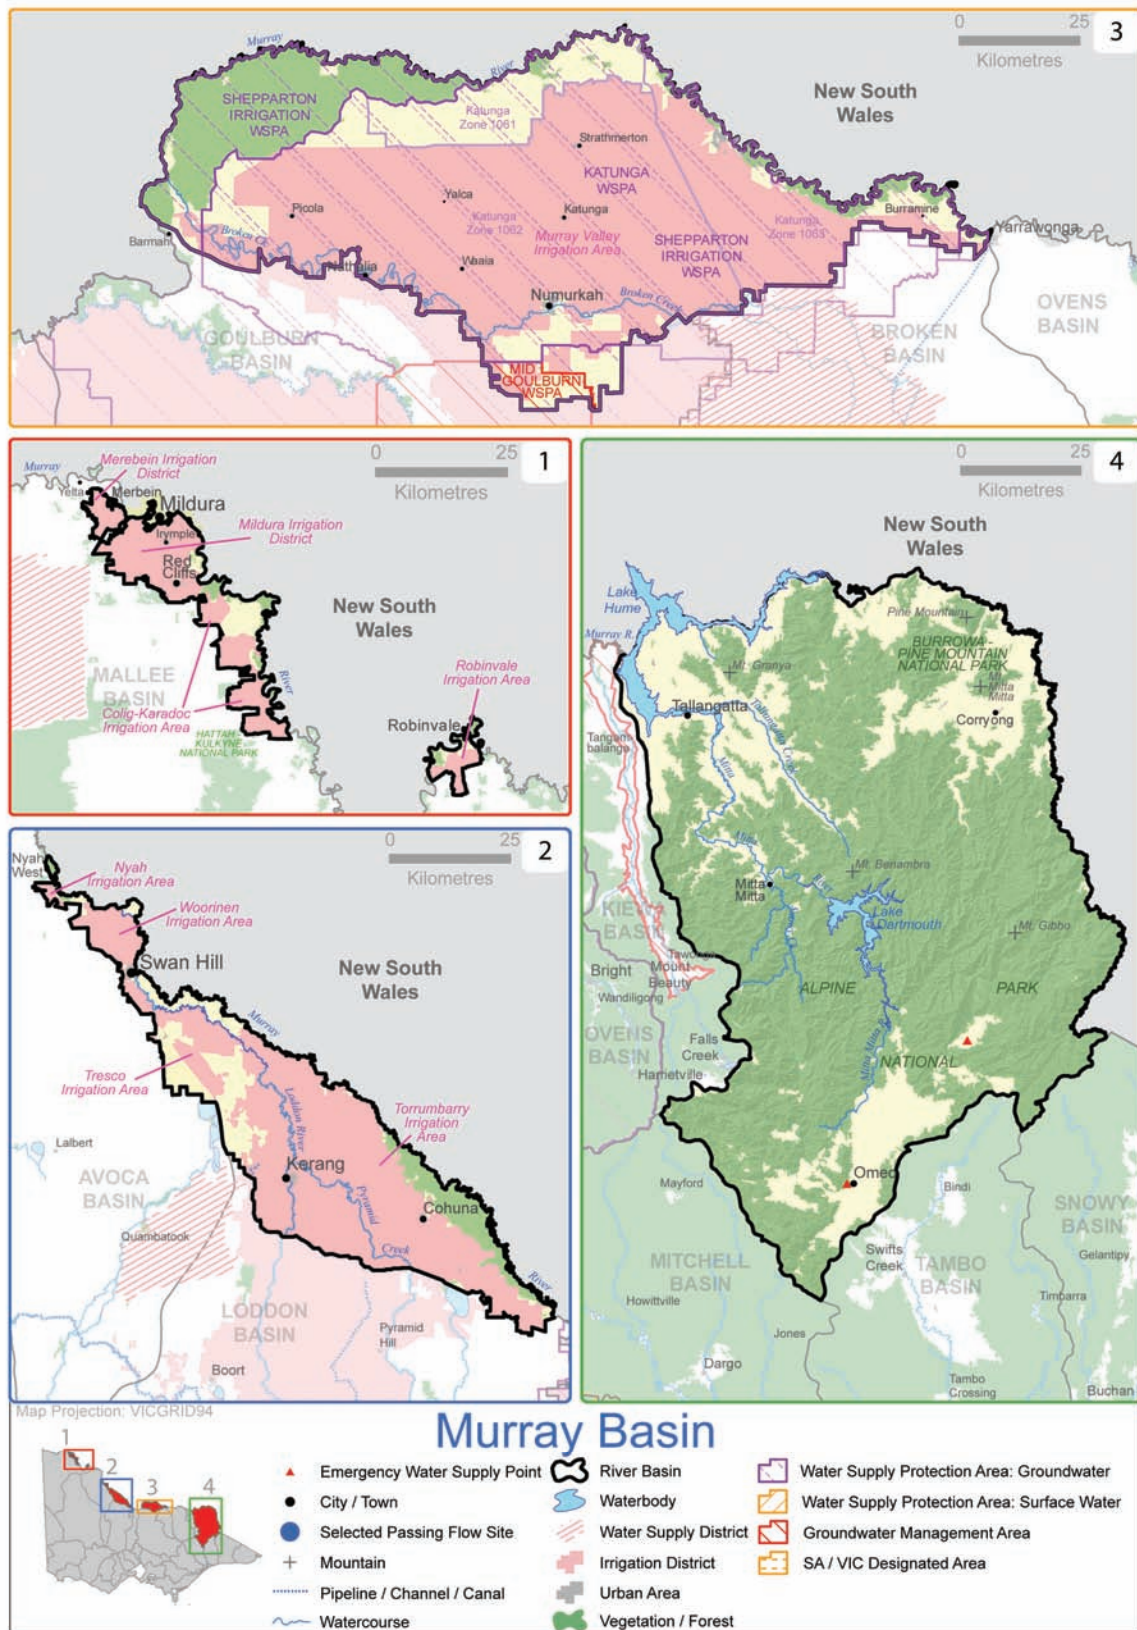 Murray
River
0 25
Kilometres
3
New South
Wales
SHEPPARTON
IRRIGATION
WSPA
Katunga
Zone 1061
Strathmerton
KATUNGA
WSPA
Picola
Yalca
Katunga
Katunga
Zone 1062
Murray Valley
Irrigation Area
Katunga
Zone 1063
Burramine
Yarrawonga
Barmah
Broken Ck
Nathalia
Waaia
SHEPPARTON
IRRIGATION
WSPA
Numurkah
Broken Creek
GOULBURN
BASIN
BROKEN
BASIN
OVENS
BASIN
MID
GOULBURN
WSPA
0 25
Kilometres
1
Murray
Merebein Irrigation
District
Yelta
Merbein
Mildura
Irymple
Mildura Irrigation
District
Red
Cliffs
New South
Wales
River
MALLEE
BASIN
Colig-Karadoc
Irrigation Area
HATTAH -
KULKYNE
NATIONAL PARK
Robinvale
Irrigation Area
Robinvale
0 25
Kilometres
2
Nyah
West
Nyah
Irrigation Area
Woorinen
Irrigation Area
Swan Hill
New South
Wales
Murray
Tresco
Irrigation Area
Loddon River
Torrumbarry
Irrigation
Area
Lalbert
AVOCA
BASIN
Kerang
Pyramid
Creek
Cohuna
Quambatook
River
LODDON
BASIN
Pyramid
Hill
Boort
0 25
Kilometres
4
New South
Wales
Lake
Hume
Murray R.
Pine Mountain
BURROWA -
PINE MOUNTAIN
NATIONAL PARK
Mt. Granya
Mt.
Mitta
Mitta
Tallangatta
Tallangatta Creek
Corryong
Tangam
balanga
Mitta
Mitta
River
Mt. Benambra
Mitta
Mitta
Lake
Dartmouth
Mt. Gibbo
KIEWA
BASIN
Tawonga
Mount
Beauty
Bright
Wandiligong
ALPINE
PARK
OVENS
BASIN
Falls
Creek
Harrietville
Mitta Mitta R.
NATIONAL
Omeo
Mayford
Bindi
SNOWY
BASIN
MITCHELL
BASIN
Swifts
Creek
TAMBO
BASIN
Gelantipy
Howittville
Timbarra
Jones
Dargo
Tambo
Crossing
Buchan
Map Projection: VICGRID94
Murray Basin
1
2
3
4
Emergency Water Supply Point
City / Town
Selected Passing Flow Site
Mountain
Pipeline / Channel / Canal
Watercourse
River Basin
Waterbody
Water Supply District
Irrigation District
Urban Area
Vegetation / Forest
Water Supply Protection Area: Groundwater
Water Supply Protection Area: Surface Water
Groundwater Management Area
SA / VIC Designated Area